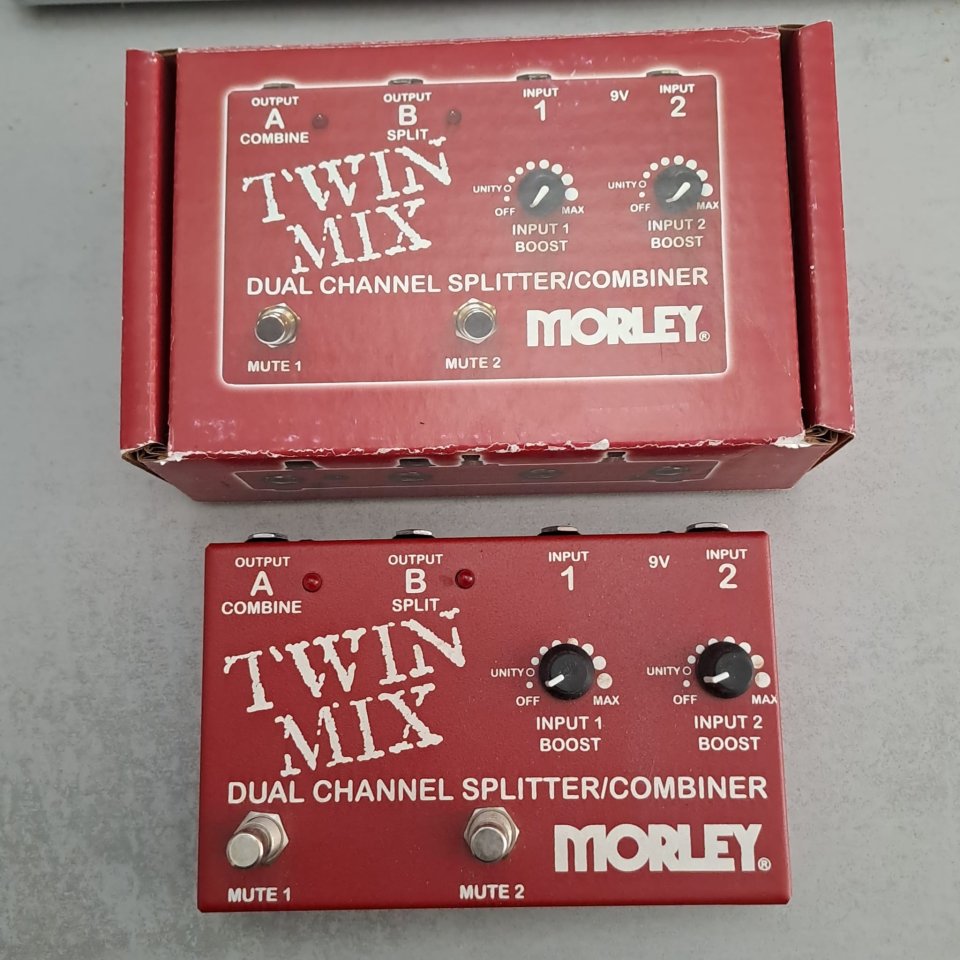 OUTPUT OUTPUT INPUT INPUT
A B 1 9V 2
COMBINE SPLIT
TWIN
MIX
UNITY UNITY
OFF MAX OFF MAX
INPUT 1 INPUT 2
BOOST BOOST
DUAL CHANNEL SPLITTER/COMBINER
MORLEY®
MUTE 1 MUTE 2
OUTPUT OUTPUT INPUT INPUT
A B 1 9V 2
COMBINE SPLIT
TWIN
MIX
UNITY UNITY
OFF MAX OFF MAX
INPUT 1 INPUT 2
BOOST BOOST
DUAL CHANNEL SPLITTER/COMBINER
MORLEY®
MUTE 1 MUTE 2